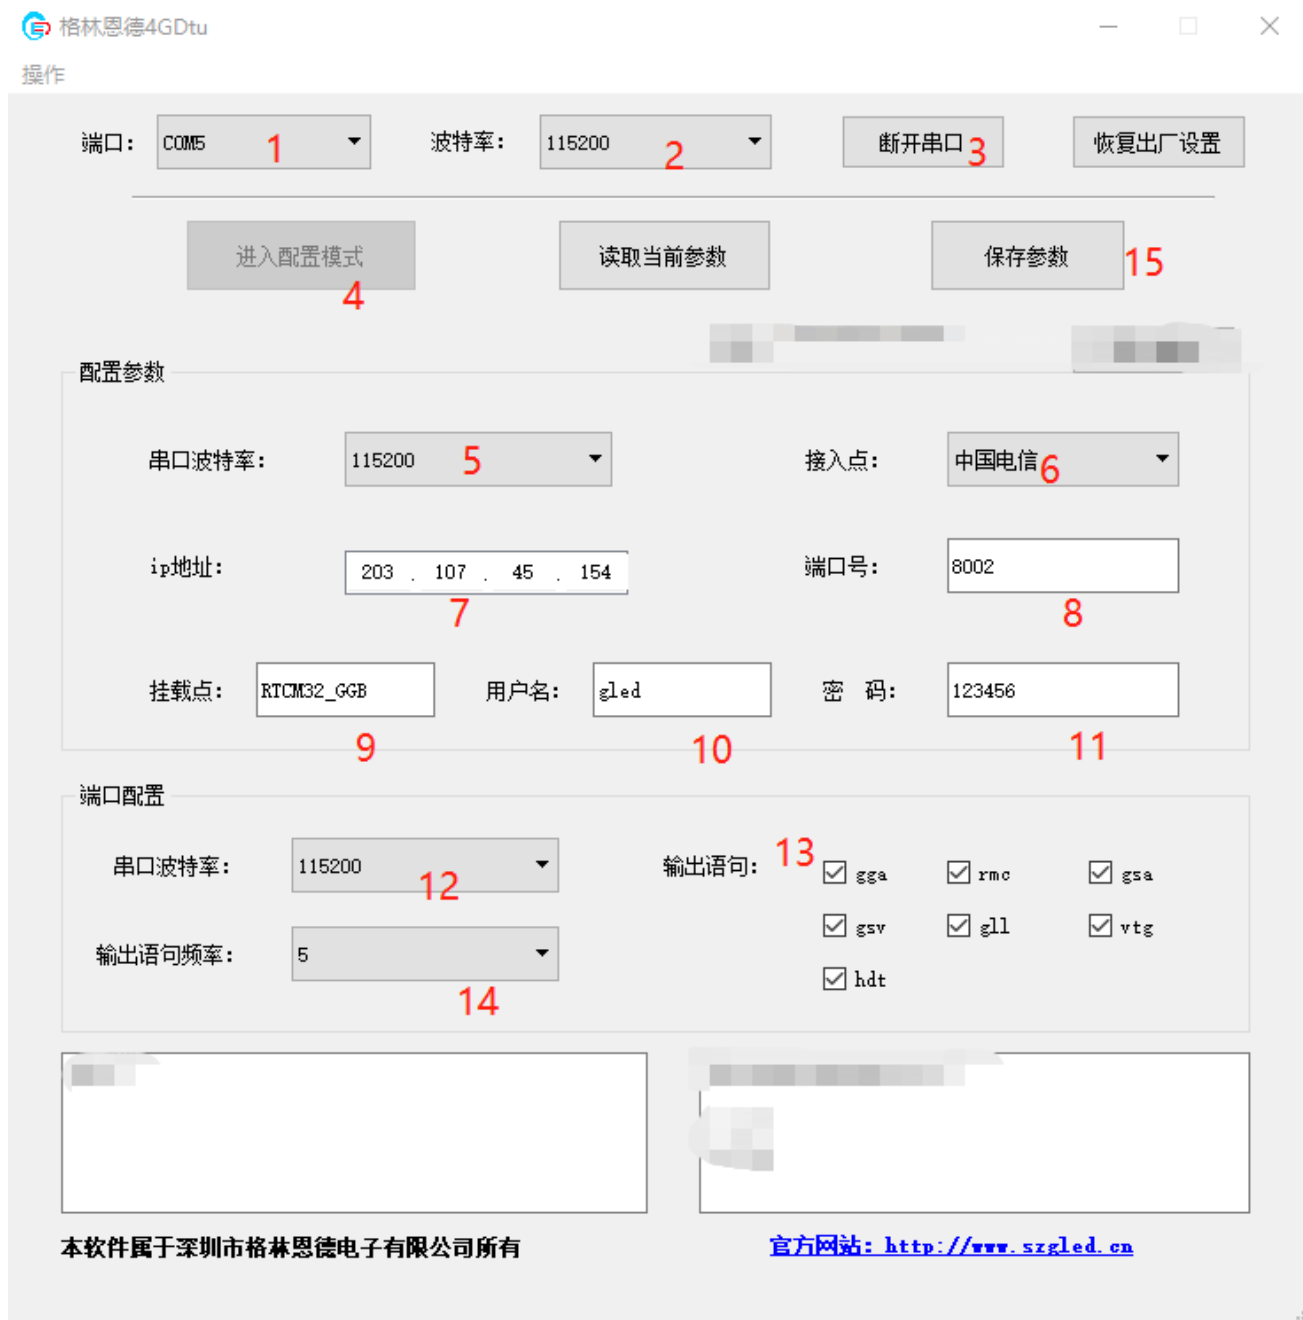 格林恩德4GDtu
操作
端口: COM5 1 波特率: 115200 2 断开串口 3 恢复出厂设置
进入配置模式 4 读取当前参数 保存参数 15
配置参数
串口波特率: 115200 5 接入点: 中国电信 6
ip地址: 203 . 107 . 45 . 154 端口号: 8002
7 8
挂载点: RTCM32_GGB 用户名: gled 密 码: 123456
9 10 11
端口配置
串口波特率: 115200 12 输出语句: 13 gga rmc gsa
gsv gll vtg
输出语句频率: 5 14 hdt
本软件属于深圳市格林恩德电子有限公司所有 官方网站: http://www.szgled.cn